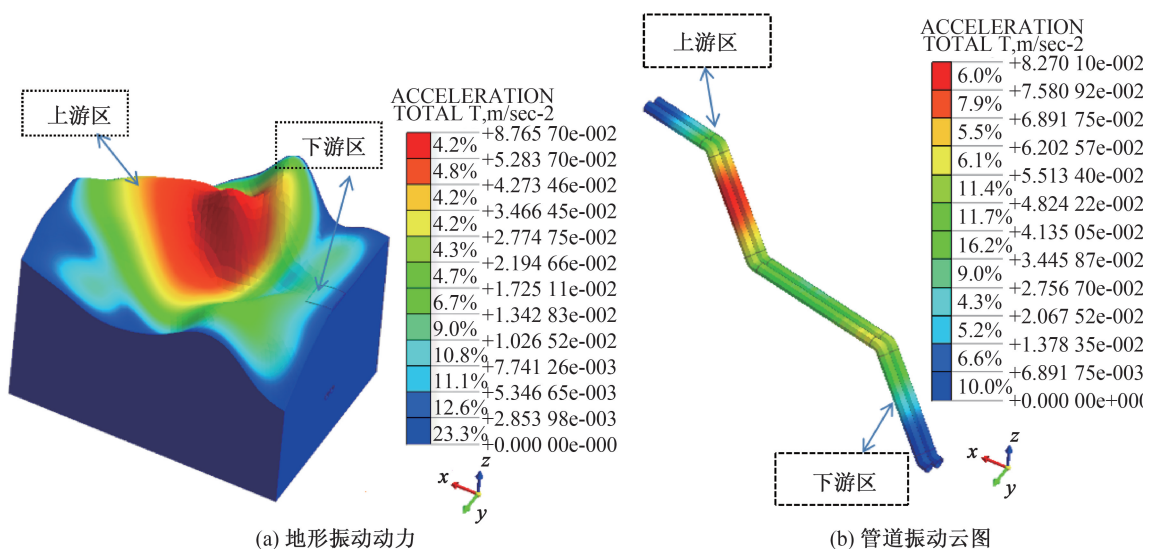 上游区
下游区
ACCELERATION
TOTAL T,m/sec-2
+8.765 70e-002
4.2%
+5.283 70e-002
4.8%
+4.273 46e-002
4.2%
+3.466 45e-002
4.2%
+2.774 75e-002
4.3%
+2.194 66e-002
4.7%
+1.725 11e-002
6.7%
+1.342 83e-002
9.0%
+1.026 52e-002
10.8%
+7.741 26e-003
11.1%
+5.346 65e-003
12.6%
+2.853 98e-003
23.3%
+0.000 00e-000
x
z
y
(a) 地形振动动力
上游区
ACCELERATION
TOTAL T,m/sec-2
+8.270 10e-002
6.0%
+7.580 92e-002
7.9%
+6.891 75e-002
5.5%
+6.202 57e-002
6.1%
+5.513 40e-002
11.4%
+4.824 22e-002
11.7%
+4.135 05e-002
16.2%
+3.445 87e-002
9.0%
+2.756 70e-002
4.3%
+2.067 52e-002
5.2%
+1.378 35e-002
6.6%
+6.891 75e-003
10.0%
+0.000 00e+000
下游区
x
z
y
(b) 管道振动云图